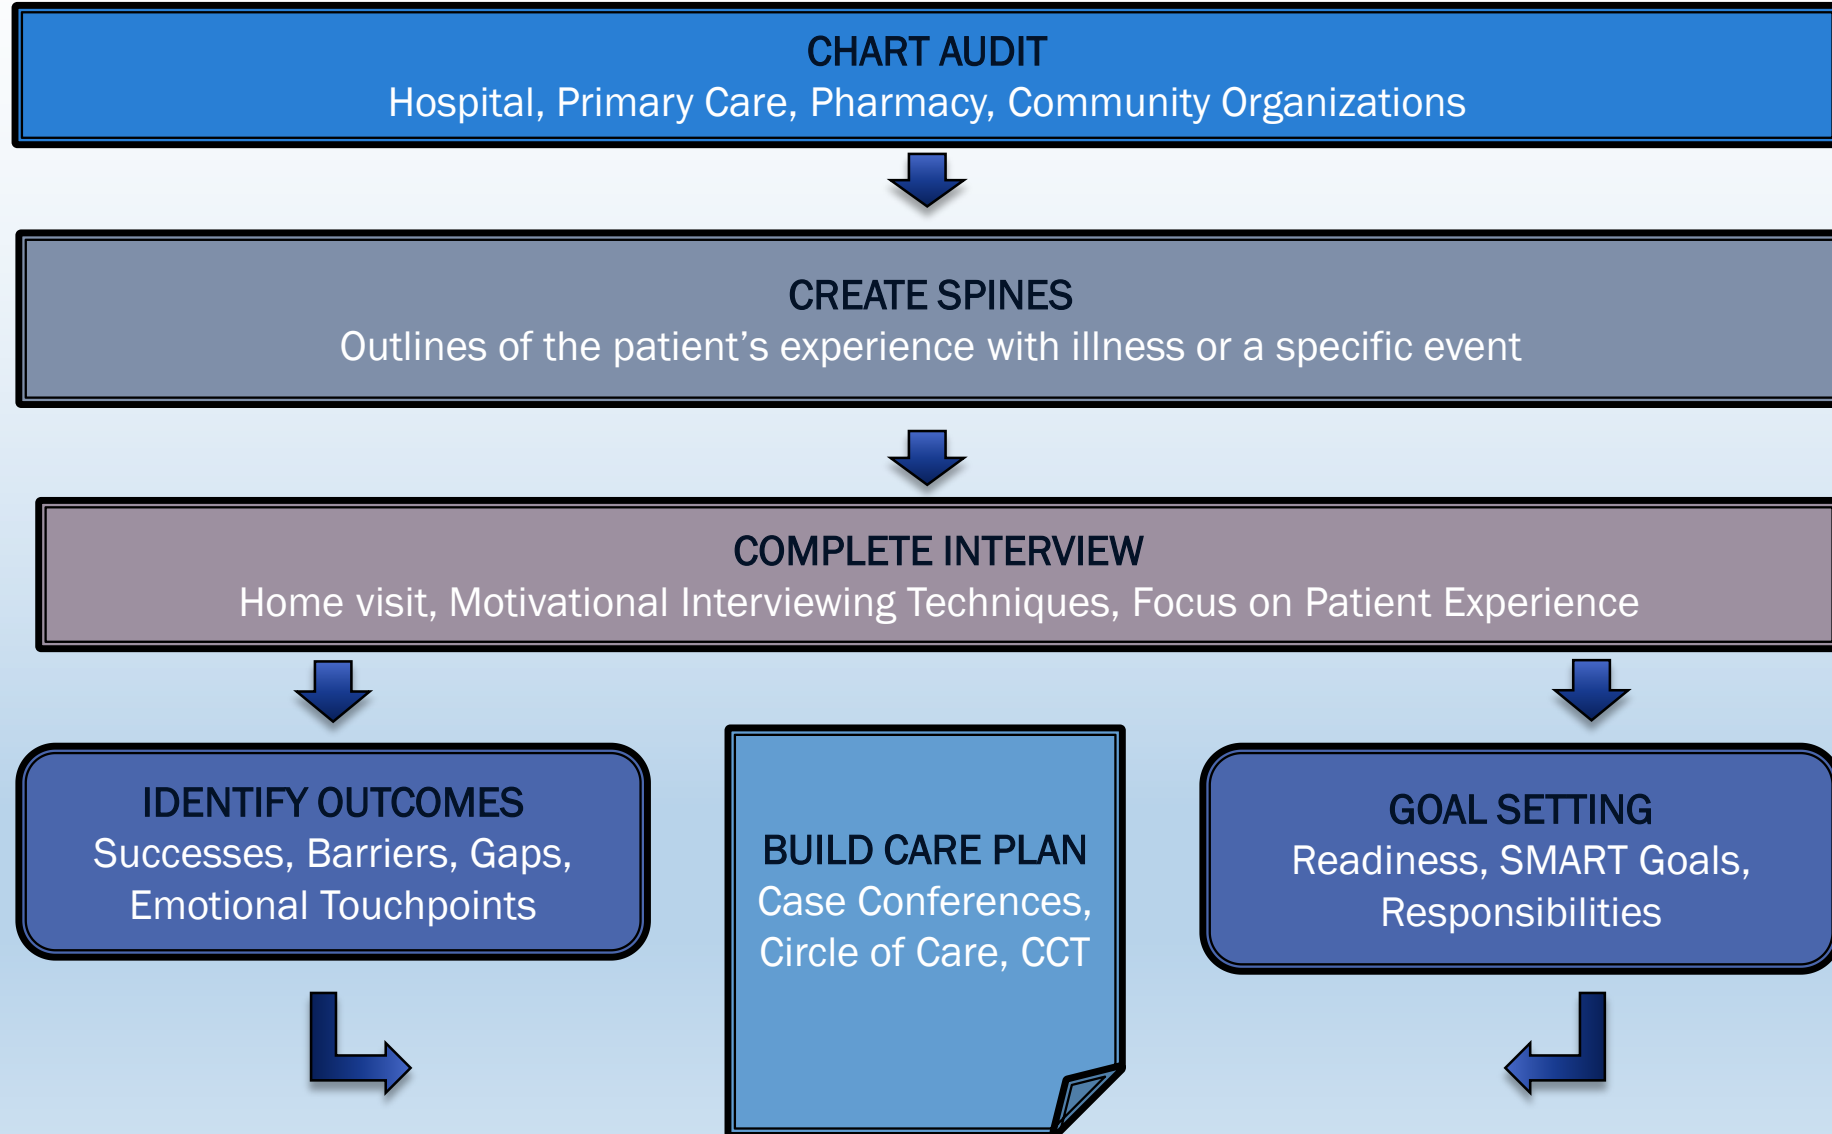 CHART AUDIT
Hospital, Primary Care, Pharmacy, Community Organizations
CREATE SPINES
Outlines of the patient’s experience with illness or a specific event
COMPLETE INTERVIEW
Home visit, Motivational Interviewing Techniques, Focus on Patient Experience
IDENTIFY OUTCOMES
Successes, Barriers, Gaps,
Emotional Touchpoints
BUILD CARE PLAN
Case Conferences,
Circle of Care, CCT
GOAL SETTING
Readiness, SMART Goals,
Responsibilities